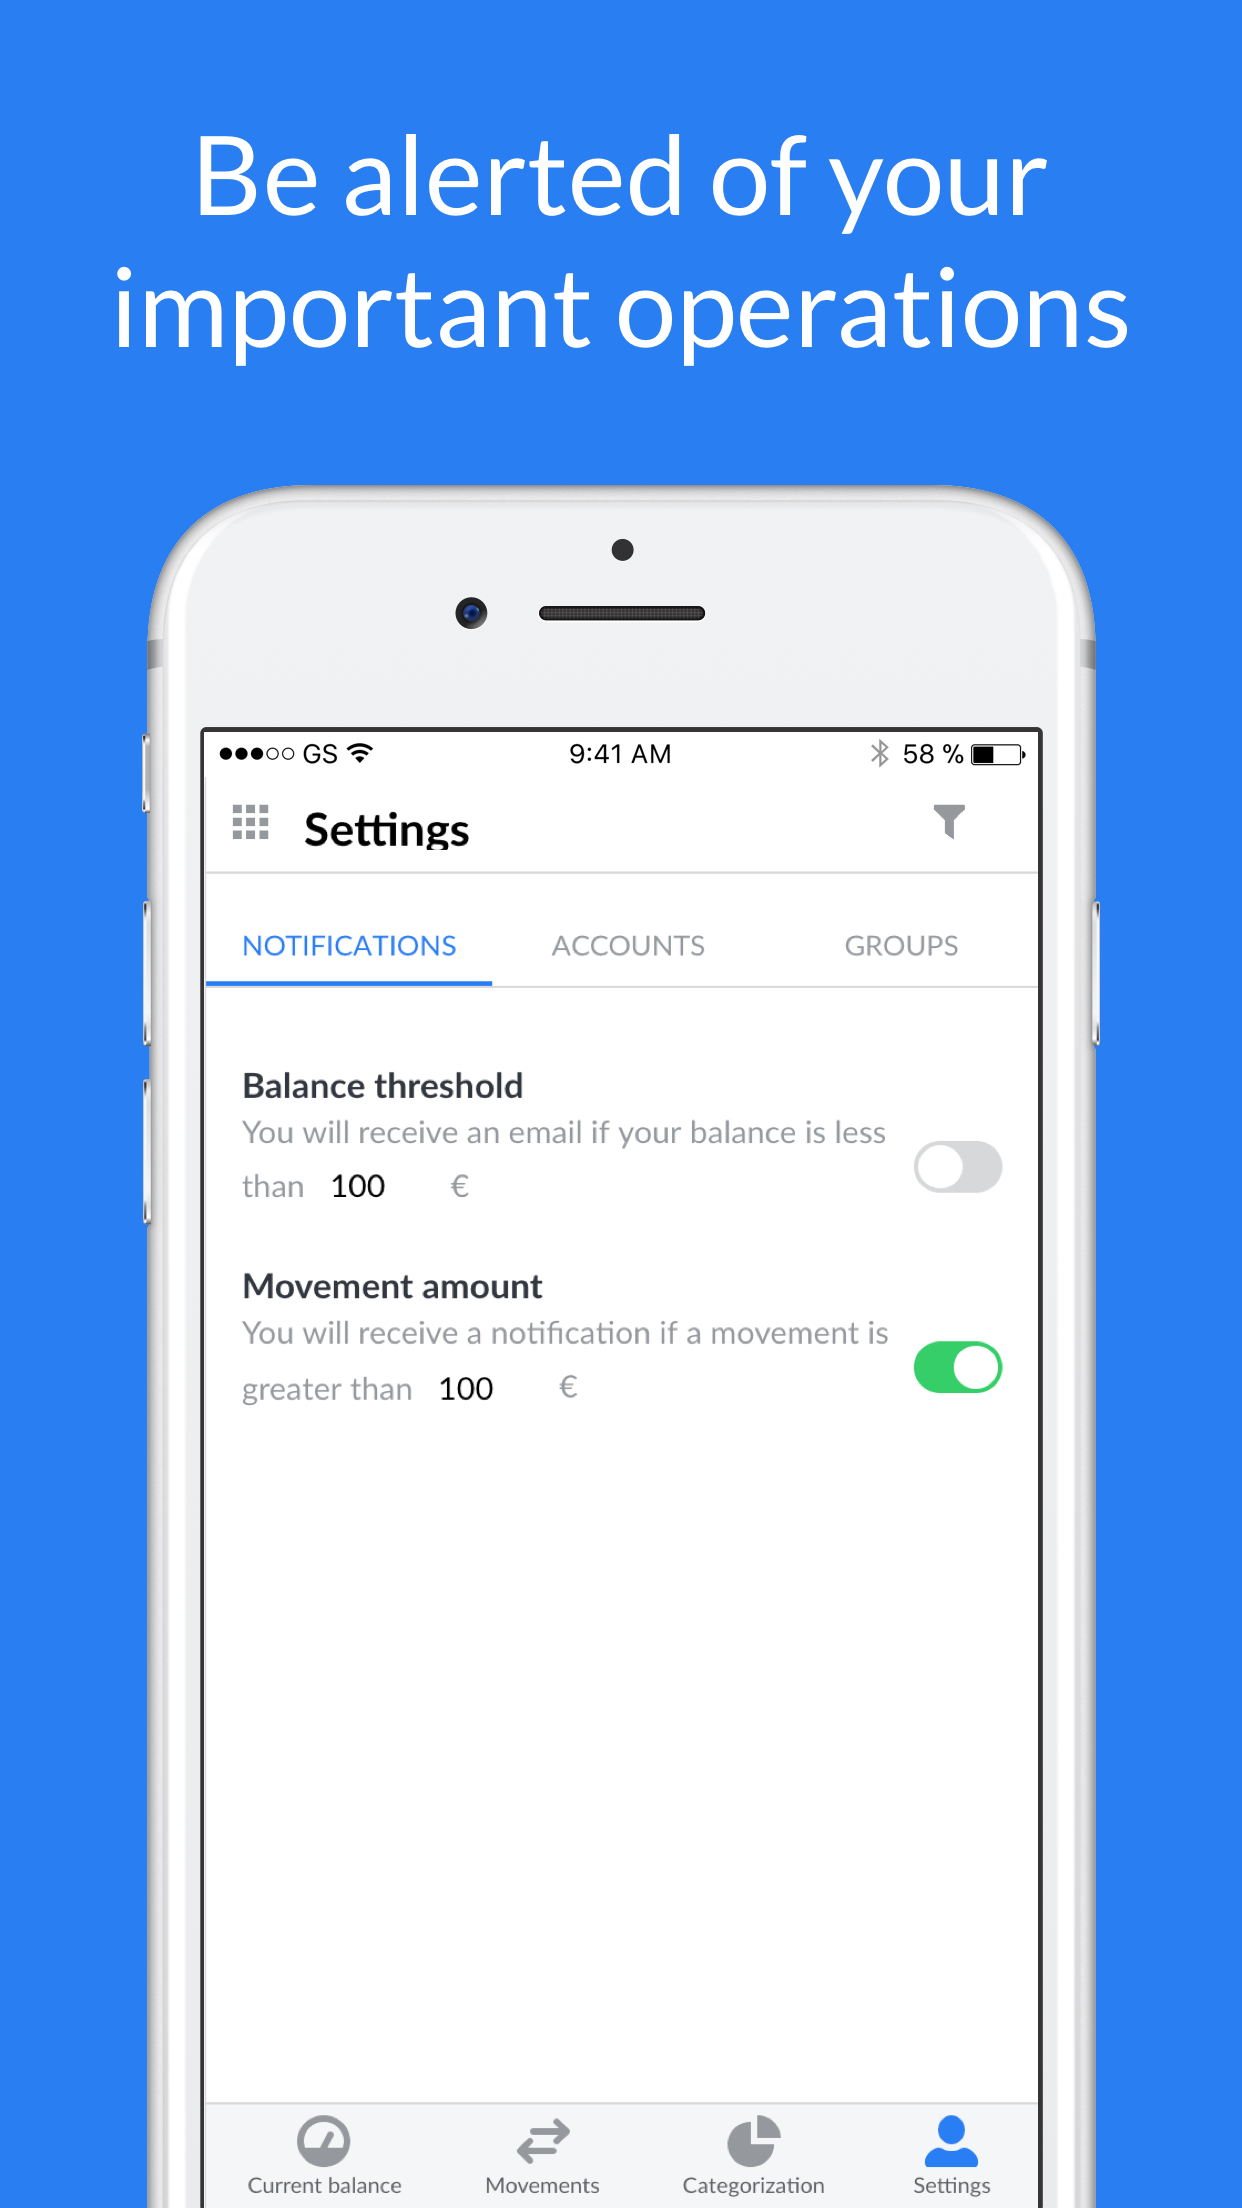 Be alerted of your
important operations
GS 9:41 AM 58 %
Settings
NOTIFICATIONS ACCOUNTS GROUPS
Balance threshold
You will receive an email if your balance is less
than 100 €
Movement amount
You will receive a notification if a movement is
greater than 100 €
Current balance Movements Categorization Settings